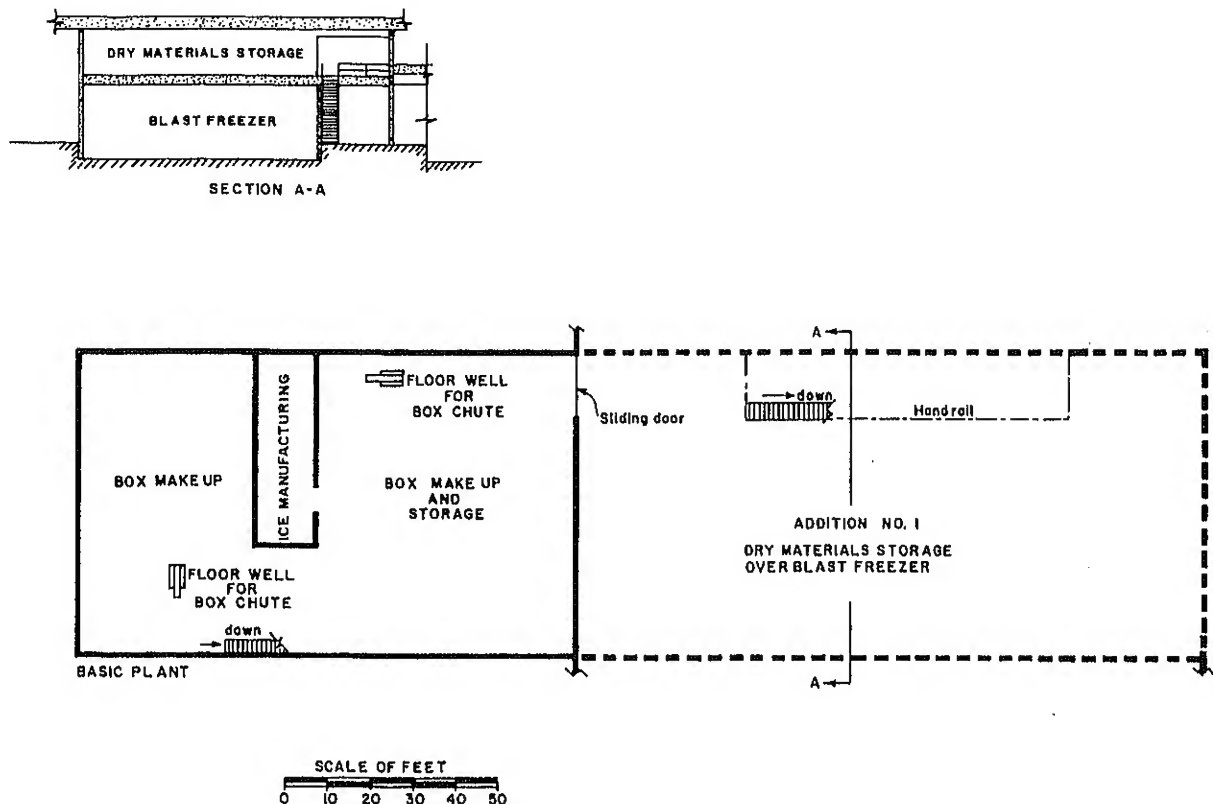 DRY MATERIALS STORAGE
BLAST FREEZER
SECTION A-A
A
ICE MANUFACTURING
FLOOR WELL
FOR
BOX CHUTE
Sliding door
down
Handrail
BOX MAKE UP
BOX MAKE UP
AND
STORAGE
ADDITION NO. 1
DRY MATERIALS STORAGE
OVER BLAST FREEZER
FLOOR WELL
FOR
BOX CHUTE
down
BASIC PLANT
A
SCALE OF FEET
0 10 20 30 40 50